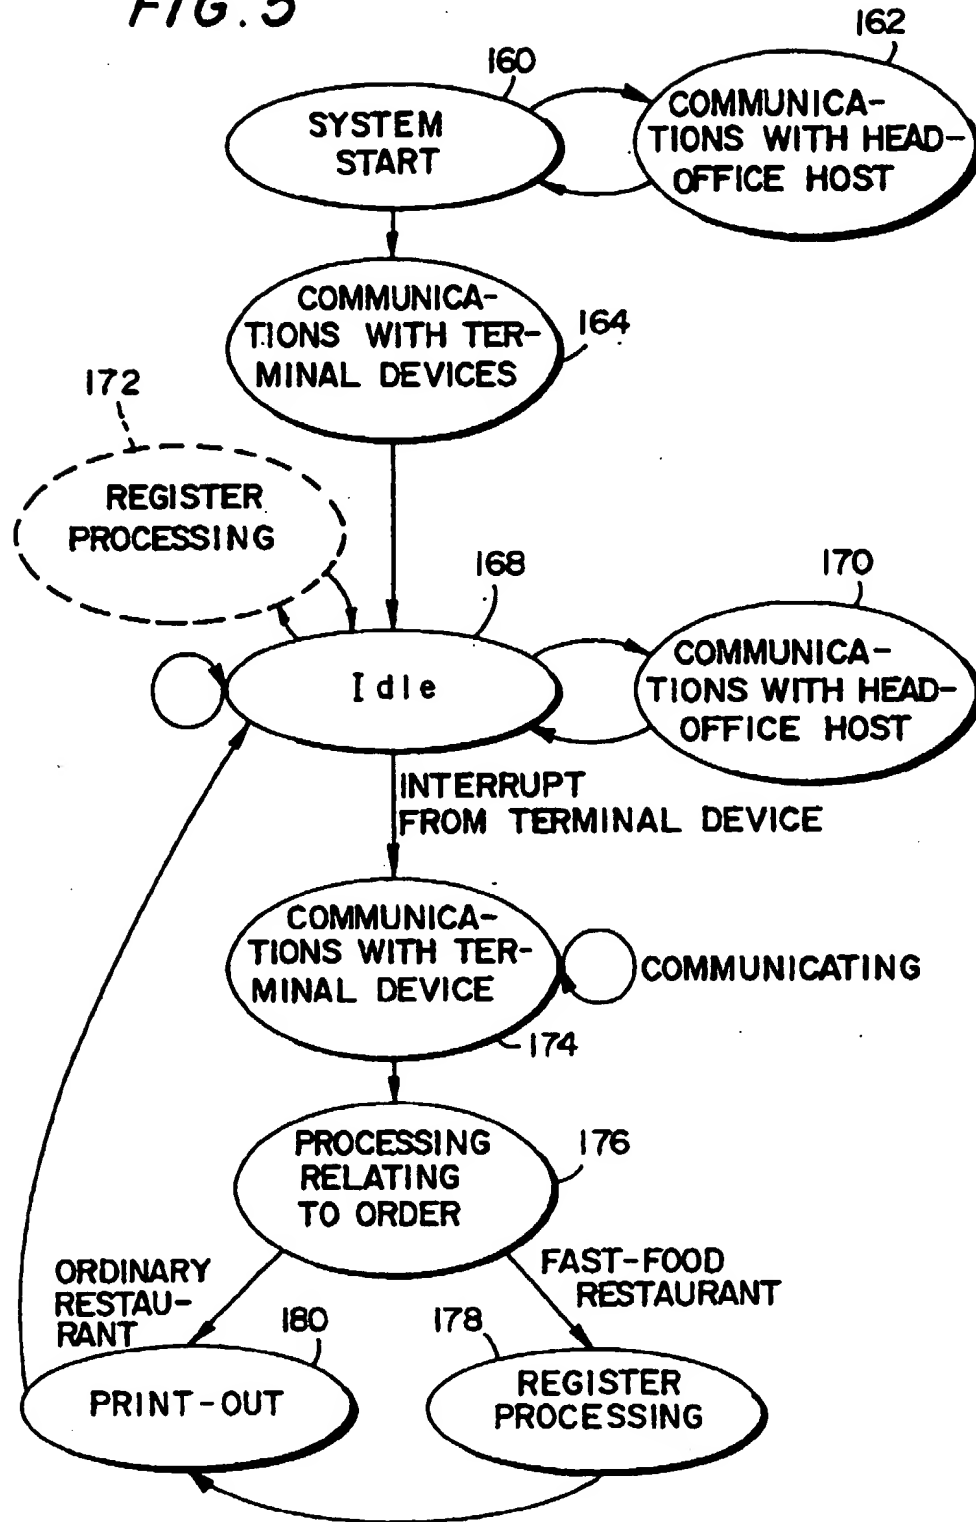 FIG. 5
160
162
SYSTEM
START
COMMUNICA-
TIONS WITH HEAD-
OFFICE HOST
COMMUNICA-
TIONS WITH TER-
MINAL DEVICES
164
172
REGISTER
PROCESSING
168
170
Idle
COMMUNICA-
TIONS WITH HEAD-
OFFICE HOST
INTERRUPT
FROM TERMINAL DEVICE
COMMUNICA-
TIONS WITH TER-
MINAL DEVICE
COMMUNICATING
174
PROCESSING
RELATING
TO ORDER
176
ORDINARY
RESTAU-
RANT
FAST-FOOD
RESTAURANT
180
178
PRINT-OUT
REGISTER
PROCESSING